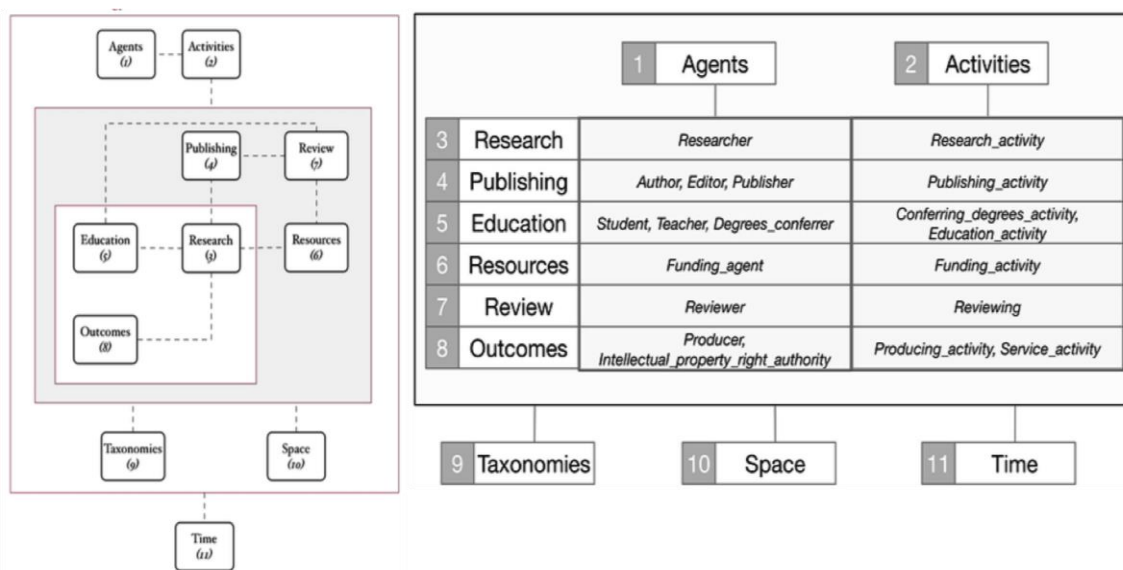 Agents
(1)
Activities
(2)
Publishing
(4)
Review
(7)
Education
(5)
Research
(3)
Resources
(6)
Outcomes
(8)
Taxonomies
(9)
Space
(10)
Time
(11)
1 Agents
2 Activities
3 Research
Researcher
Research_activity
4 Publishing
Author, Editor, Publisher
Publishing_activity
5 Education
Student, Teacher, Degrees_conferrer
Conferring_degrees_activity,
Education_activity
6 Resources
Funding_agent
Funding_activity
7 Review
Reviewer
Reviewing
8 Outcomes
Producer,
Intellectual_property_right_authority
Producing_activity, Service_activity
9 Taxonomies
10 Space
11 Time